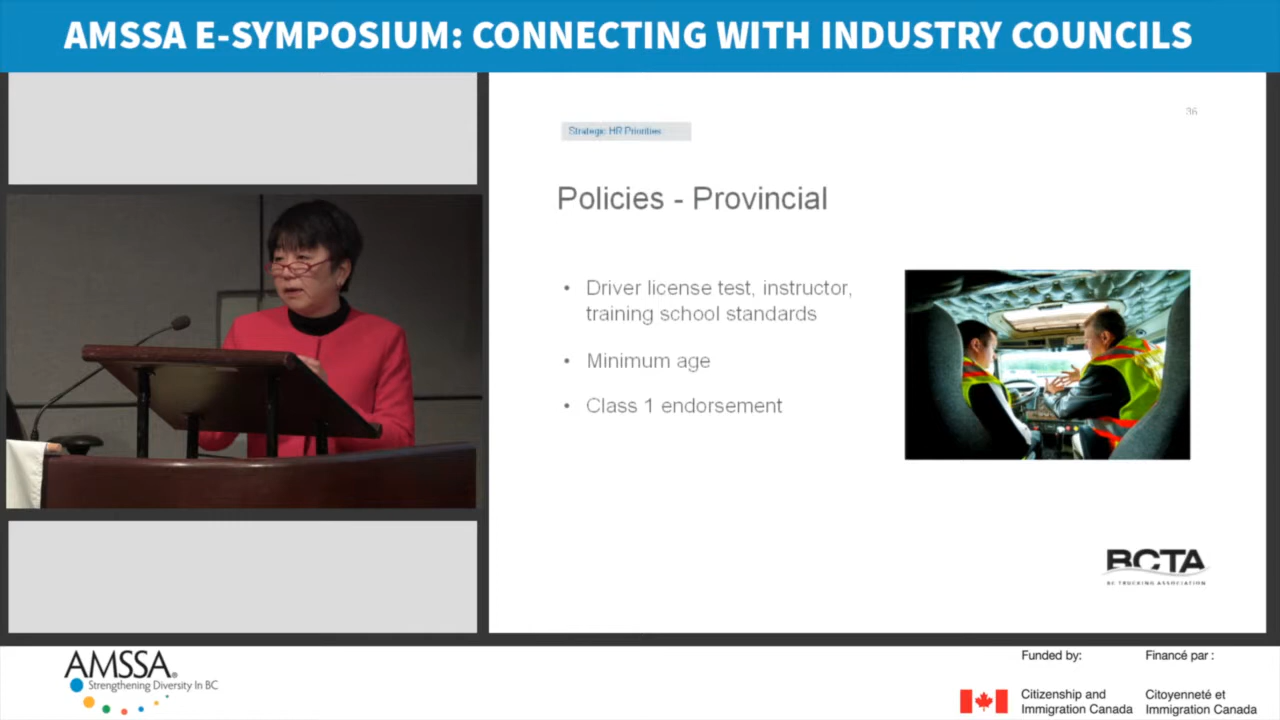 AMSSA E-SYMPOSIUM: CONNECTING WITH INDUSTRY COUNCILS
36
Strategic HR Priorities
Policies - Provincial
• Driver license test, instructor,
training school standards
• Minimum age
• Class 1 endorsement
BCTA
BC TRUCKING ASSOCIATION
AMSSA®
Strengthening Diversity In BC
Funded by:
Citizenship and
Immigration Canada
Financé par :
Citoyenneté et
Immigration Canada